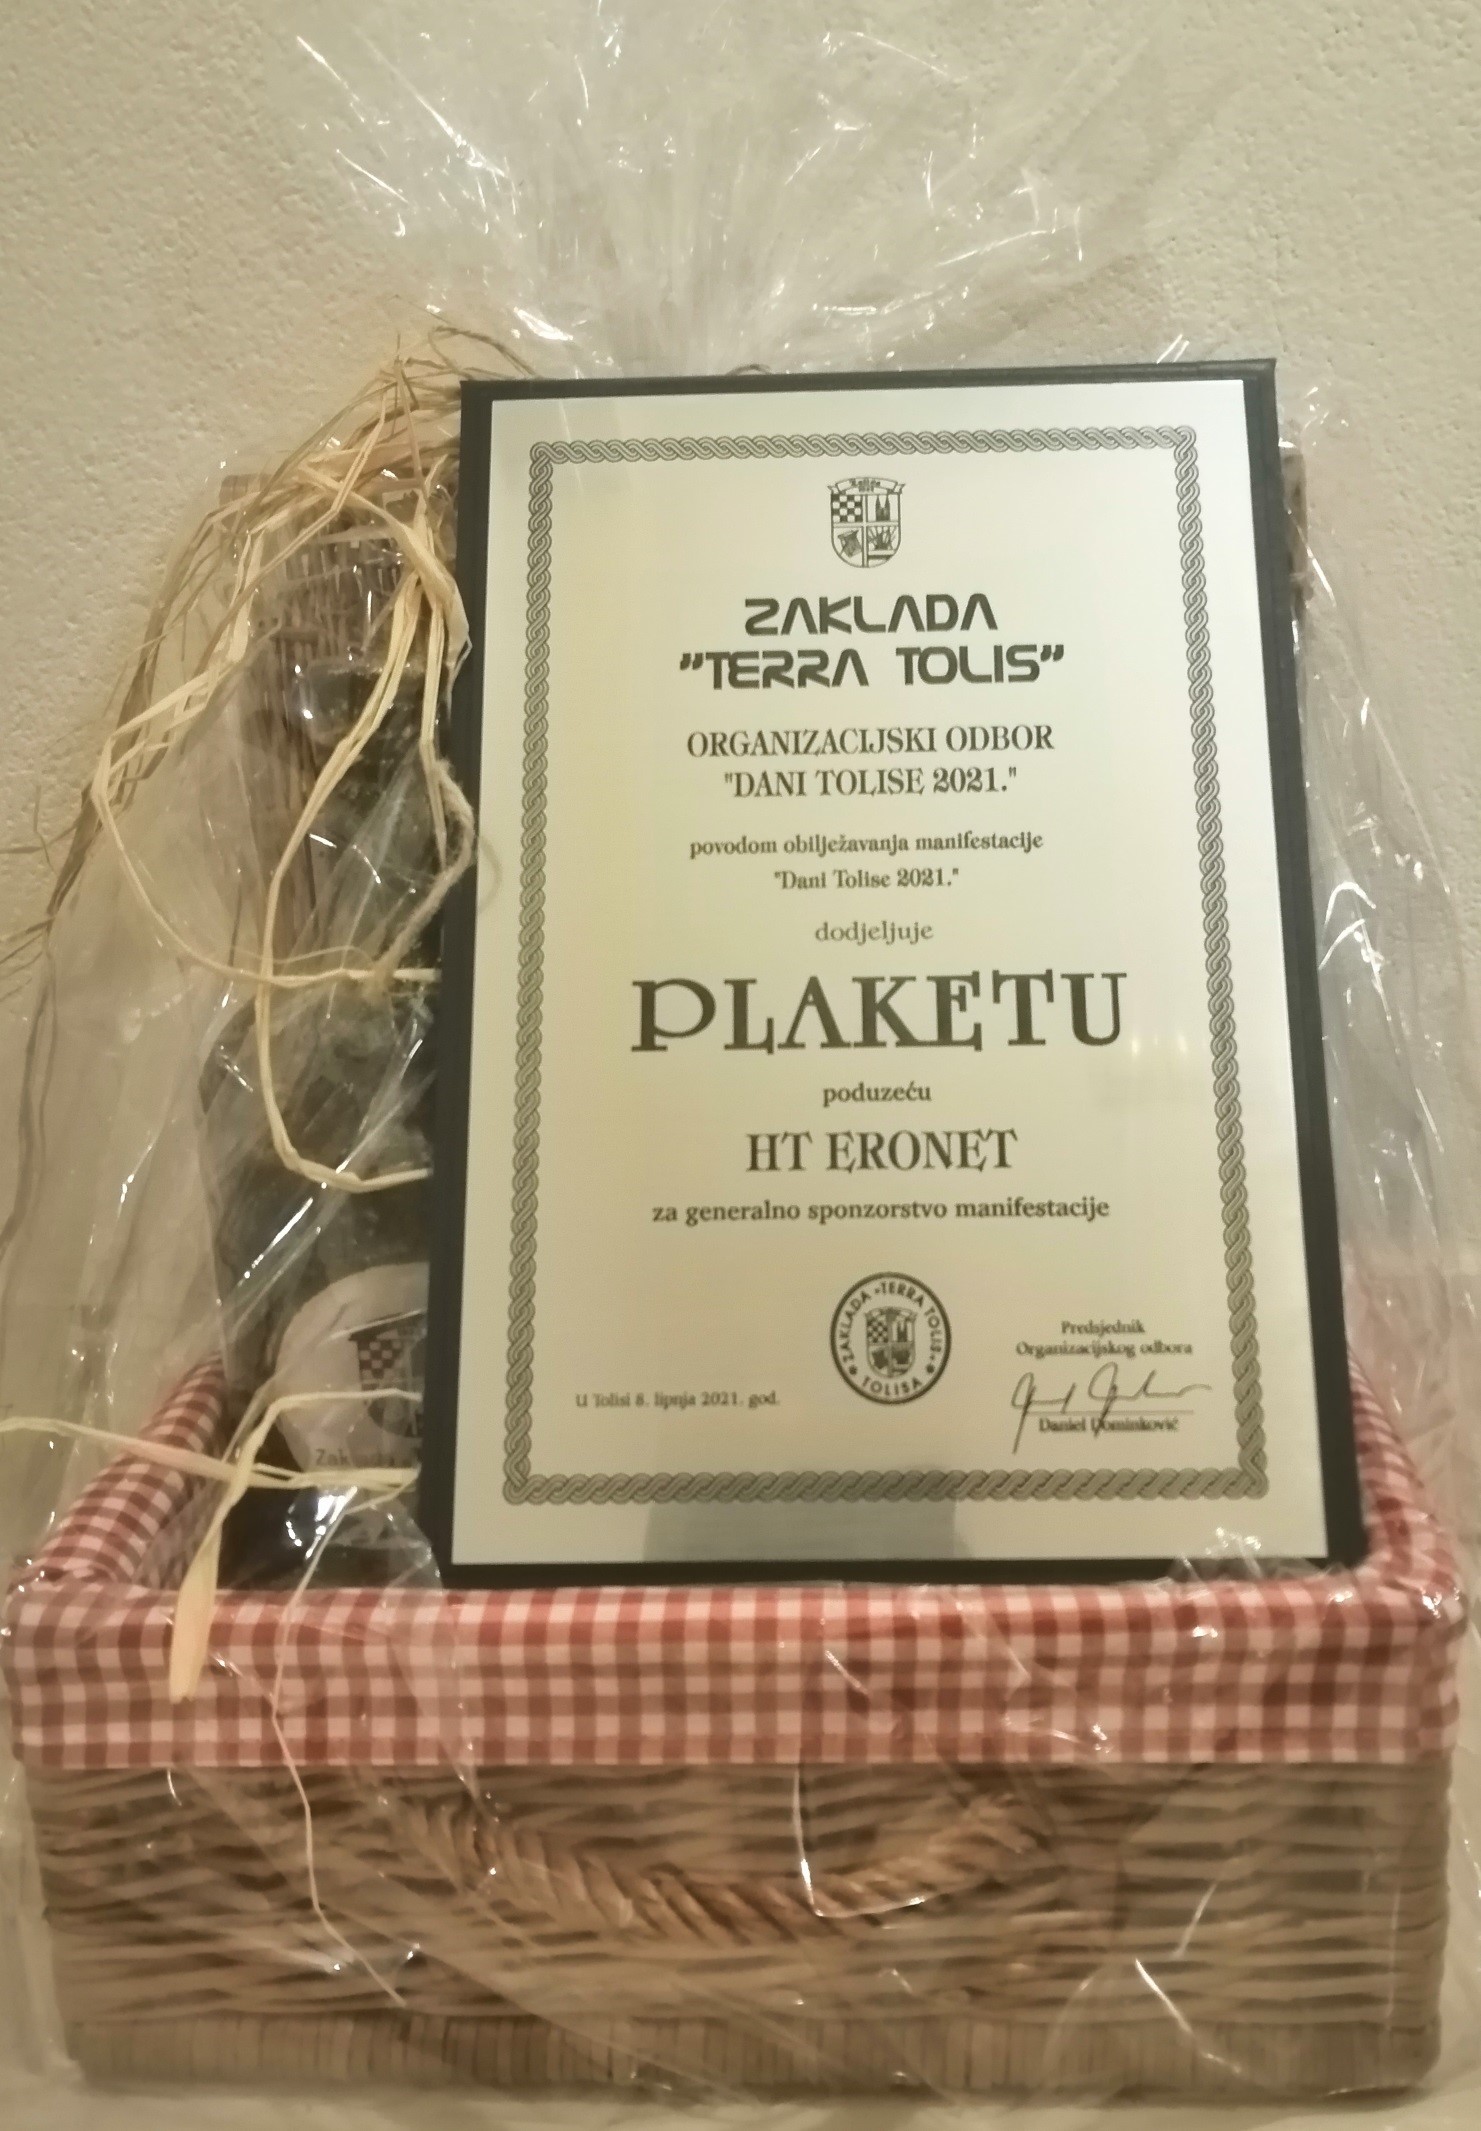 ZAKLADA
"TERRA TOLIS"
ORGANIZACIJSKI ODBOR
"DANI TOLISE 2021."
povodom obilježavanja manifestacije
"Dani Tolise 2021."
dodjeljuje
PLAKETU
poduzeću
HT ERONET
za generalno sponzorstvo manifestacije
ZAKLADA "TERRA TOLIS"
TOLISA
Predsjednik
Organizacijskog odbora
U Tolisi 8. lipnja 2021. god.
Daniel Dominković
Zak